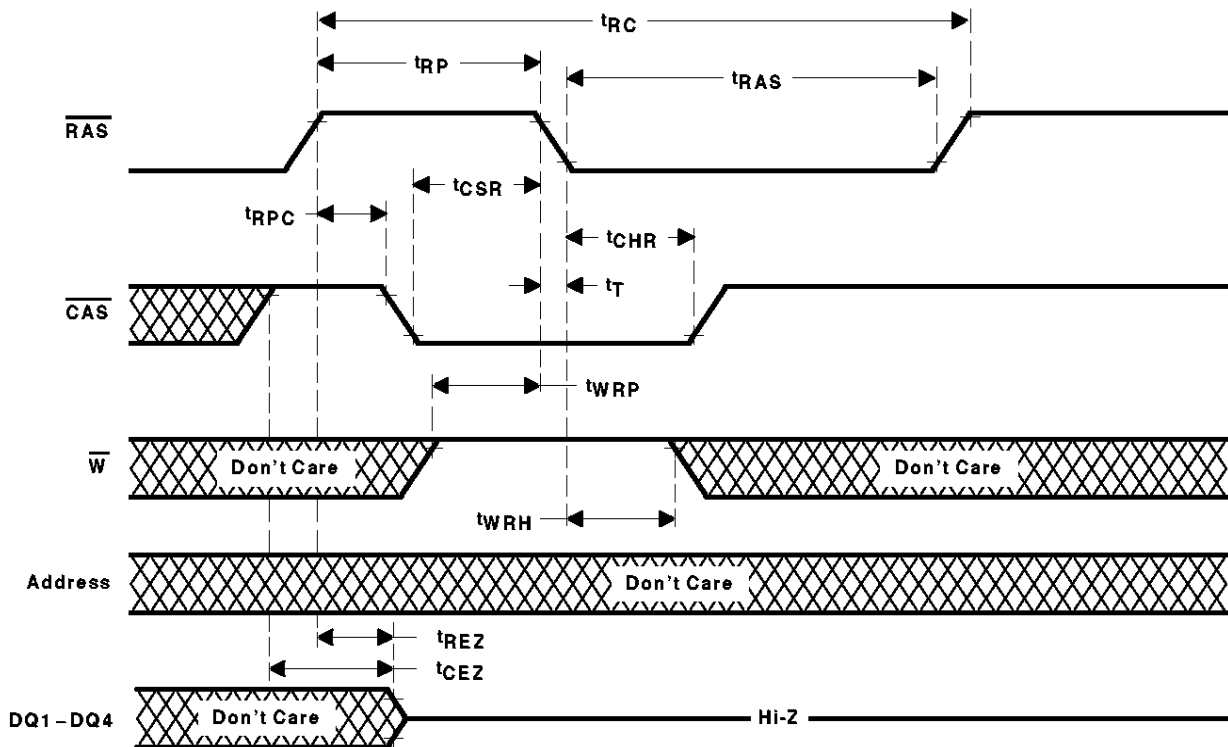 tRC
tRP
tRAS
RAS
tCSR
tRPC
tCHR
tT
CAS
tWRP
W
Don't Care
Don't Care
tWRH
Address
Don't Care
tREZ
tCEZ
DQ1–DQ4
Don't Care
Hi-Z